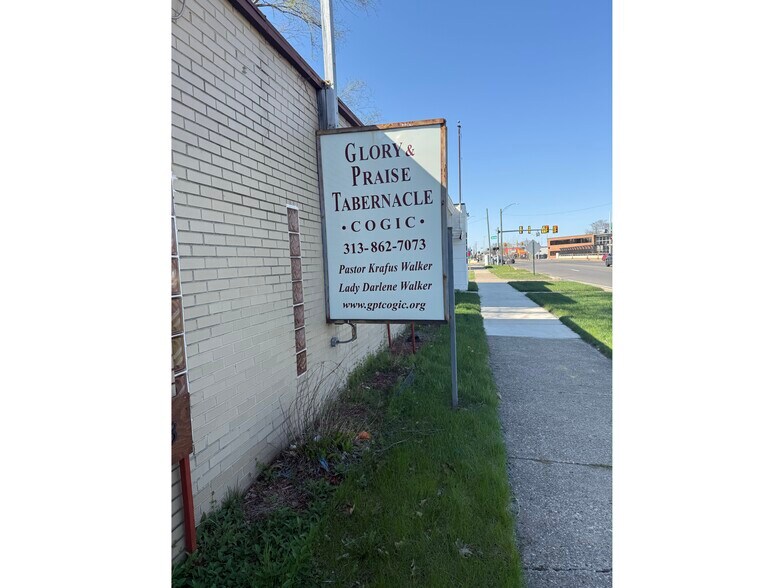 GLORY &
PRAISE
TABERNACLE
• COGIC •
313-862-7073
Pastor Krafus Walker
Lady Darlene Walker
www.gptcogic.org